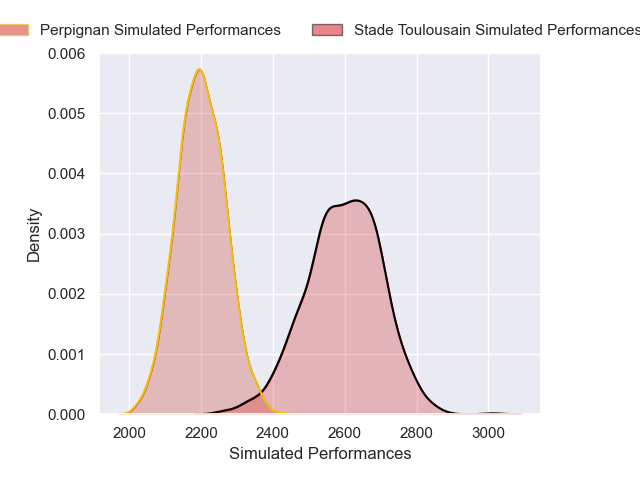 Perpignan Simulated Performances
Stade Toulousain Simulated Performances
0.006
0.005
0.004
0.003
0.002
0.001
0.000
Density
2000 2200 2400 2600 2800 3000
Simulated Performances